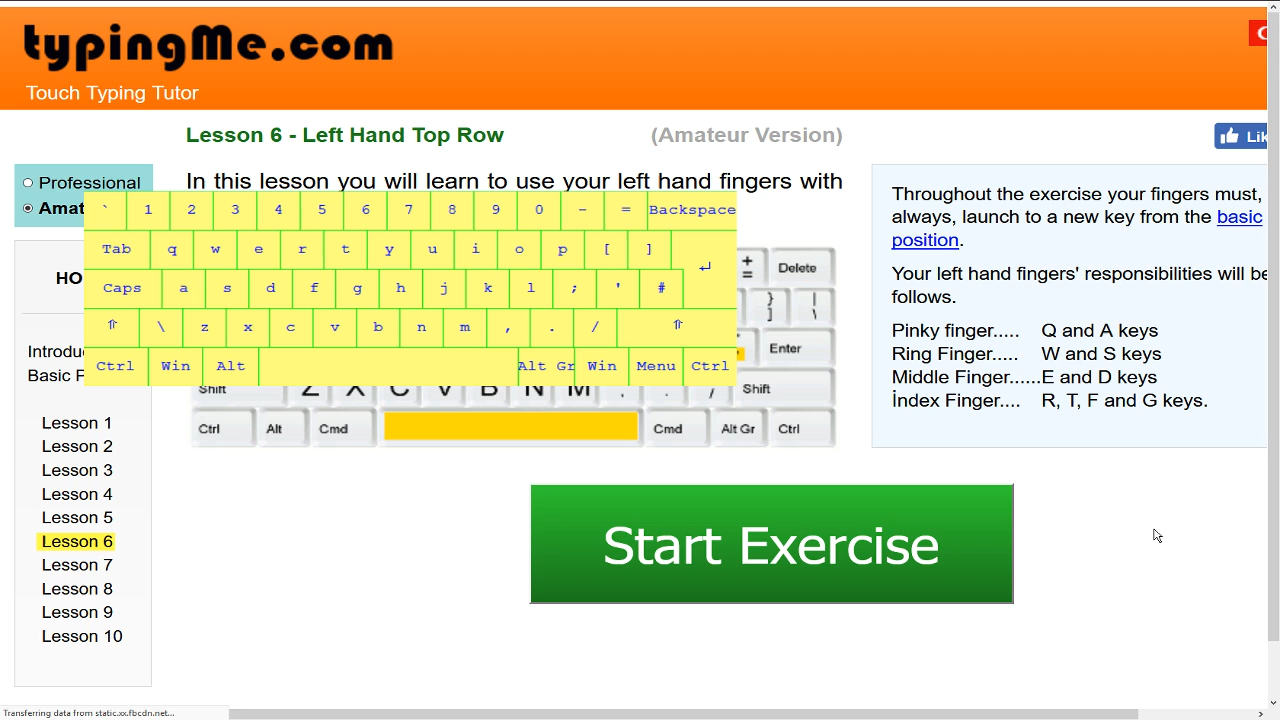 typingMe.com
Touch Typing Tutor
Lesson 6 - Left Hand Top Row
(Amateur Version)
Professional
In this lesson you will learn to use your left hand fingers with
` 1 2 3 4 5 6 7 8 9 0 - = Backspace
Tab q w e r t y u i o p [ ]
Caps a s d f g h j k l ; ' # ↵
⇧ \ z x c v b n m , . / ⇧
Ctrl Win Alt Alt Gr Win Menu Ctrl
+ = Delete
} ] | \
Enter
Shift Z X C V B N M , . / Shift
Ctrl Alt Cmd Cmd Alt Gr Ctrl
Throughout the exercise your fingers must,
always, launch to a new key from the basic
position.
Your left hand fingers' responsibilities will be
follows.
Pinky finger..... Q and A keys
Ring Finger..... W and S keys
Middle Finger......E and D keys
İndex Finger.... R, T, F and G keys.
Lesson 1
Lesson 2
Lesson 3
Lesson 4
Lesson 5
Lesson 6
Lesson 7
Lesson 8
Lesson 9
Lesson 10
Start Exercise
Transferring data from static.xx.fbcdn.net...